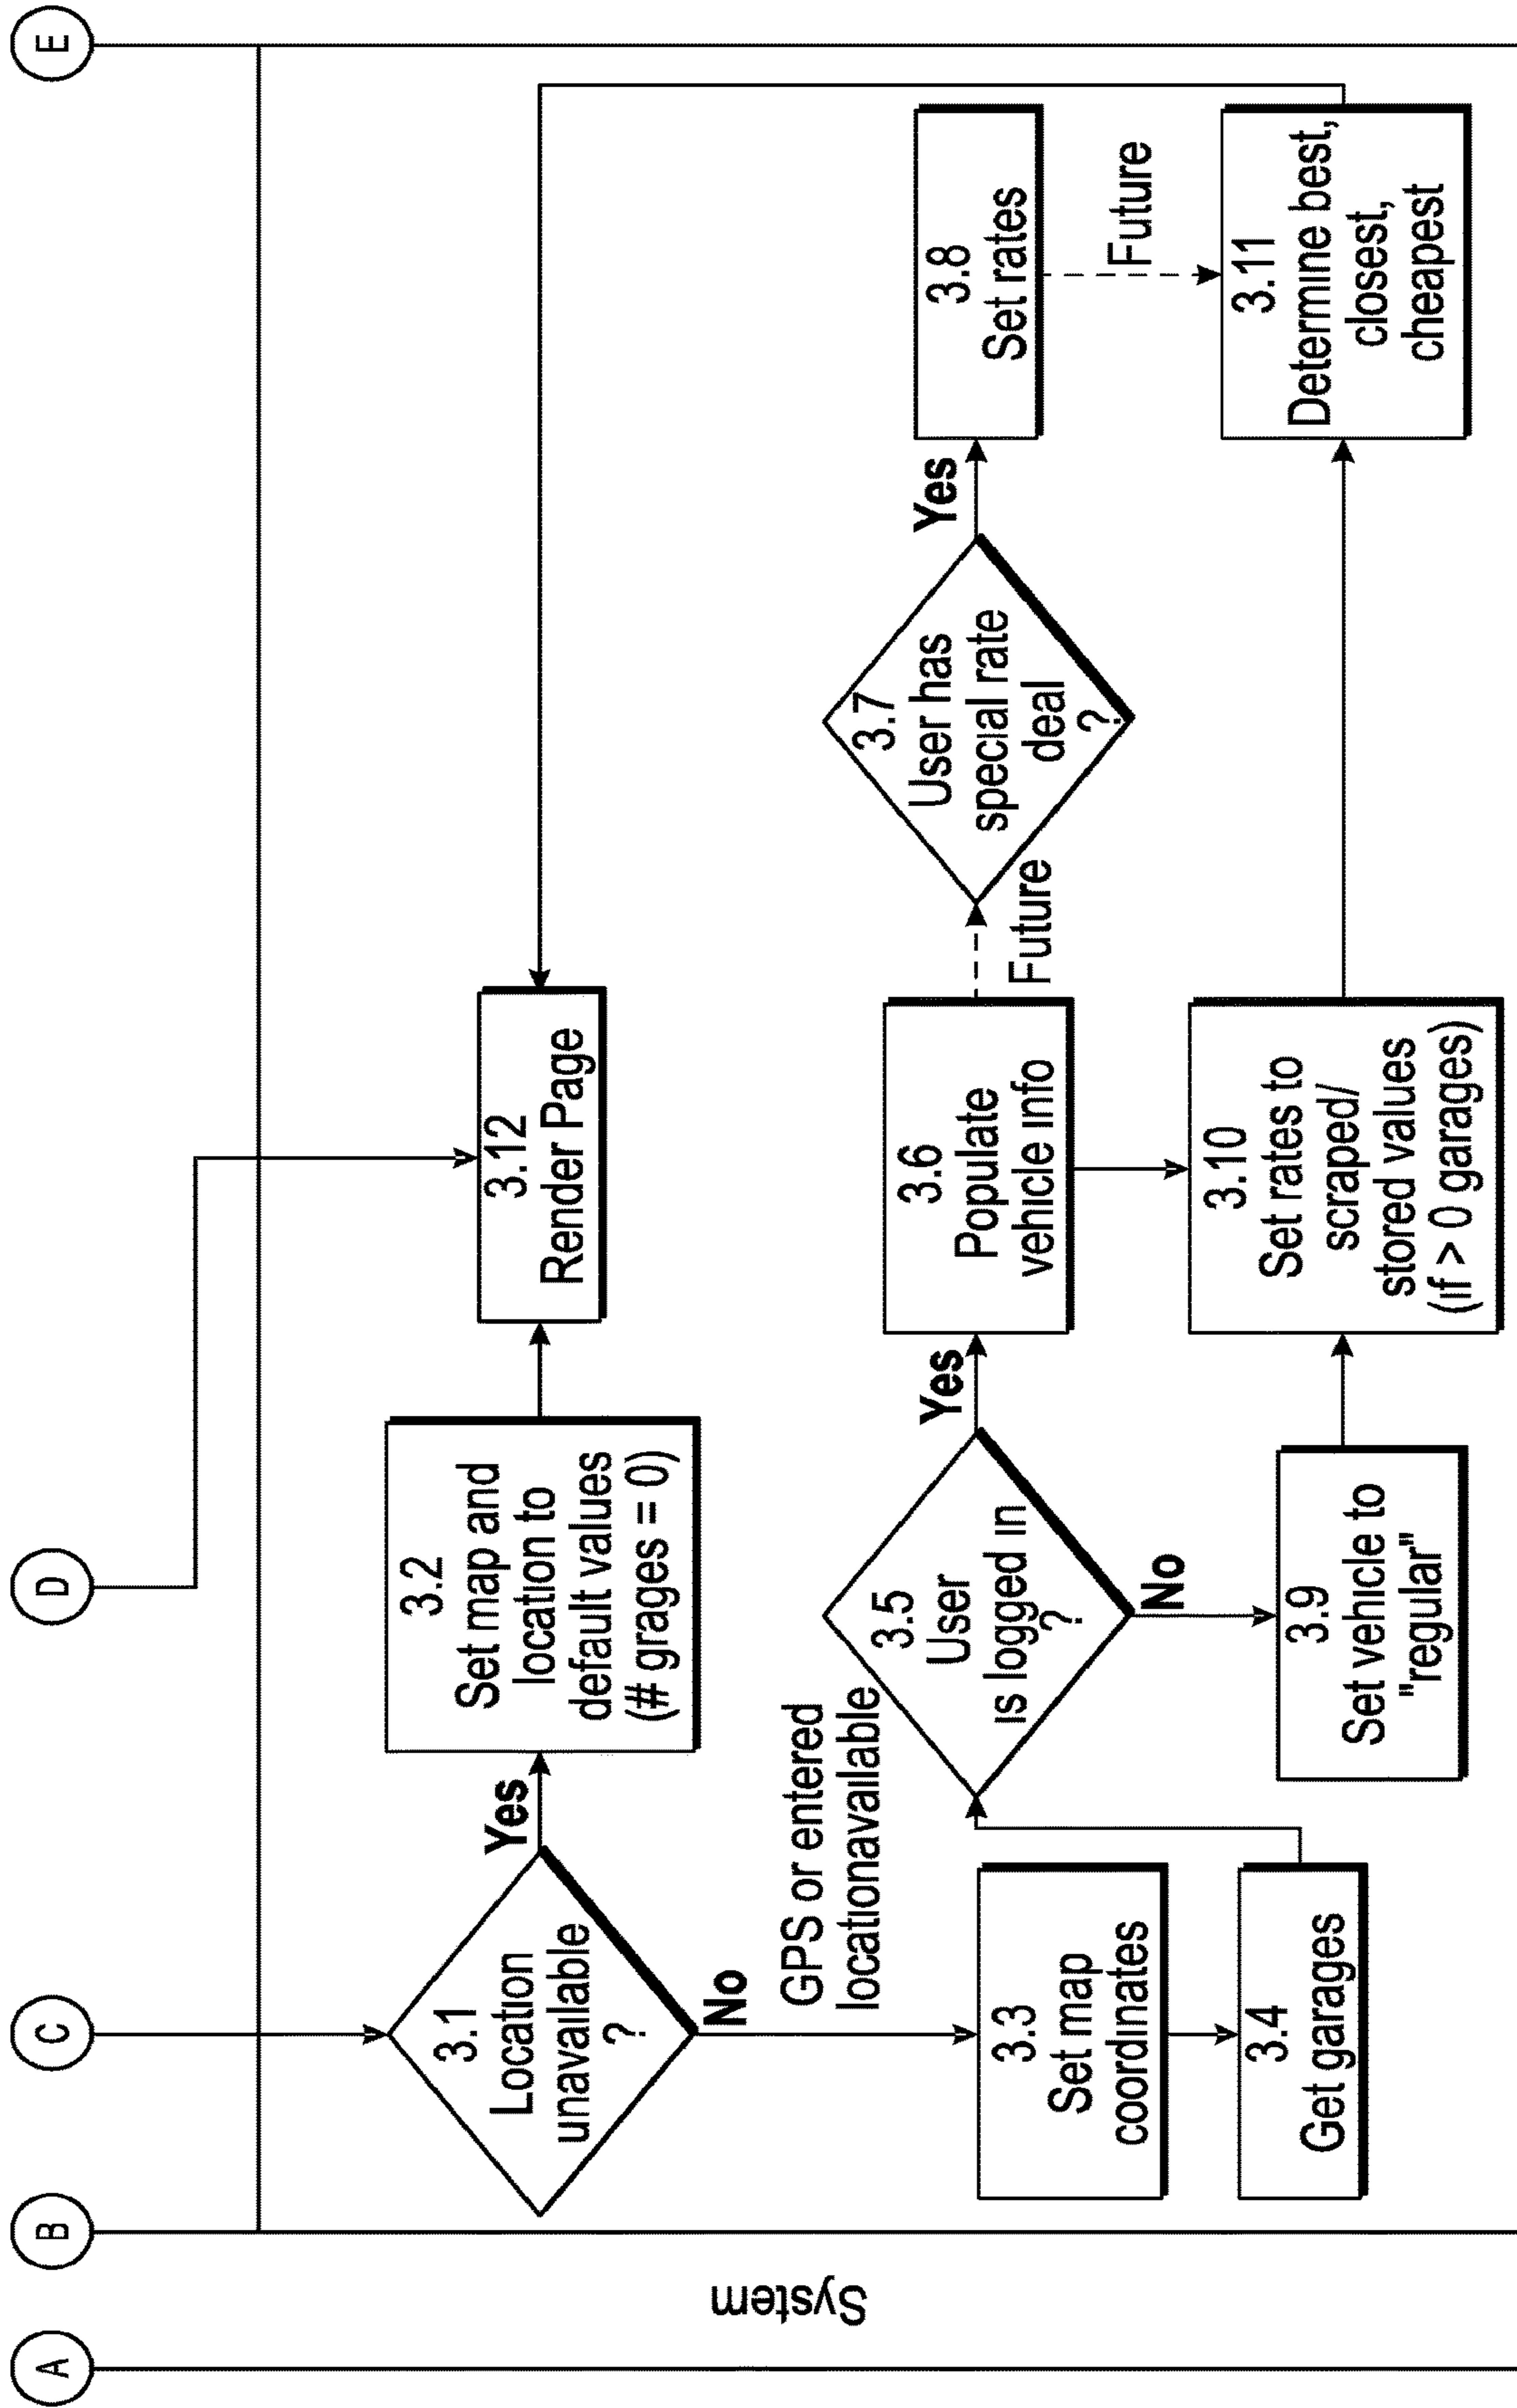 A
B
C
D
E
System
3.1
Location
unavailable
?
Yes
No
3.2
Set map and
location to
default values
(# grages = 0)
3.12
Render Page
GPS or entered
locationavailable
3.3
Set map
coordinates
3.4
Get garages
3.5
User
is logged in
?
Yes
No
3.6
Populate
vehicle info
Future
3.7
User has
special rate
deal
?
Yes
3.8
Set rates
Future
3.9
Set vehicle to
"regular"
3.10
Set rates to
scraped/
stored values
(if > 0 garages)
3.11
Determine best,
closest,
cheapest